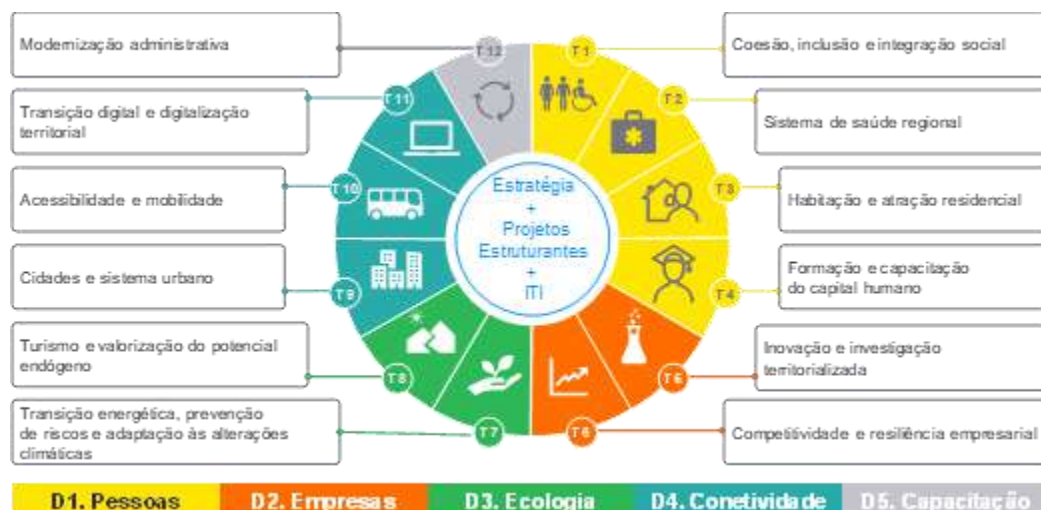 Modernização administrativa
Transição digital e digitalização
territorial
Acessibilidade e mobilidade
Cidades e sistema urbano
Turismo e valorização do potencial
endógeno
Transição energética, prevenção
de riscos e adaptação às alterações
climáticas
T12
T11
T10
T9
T8
T7
T1
T2
T3
T4
T5
T6
Estratégia
+
Projetos
Estruturantes
+
ITI
Coesão, inclusão e integração social
Sistema de saúde regional
Habitação e atração residencial
Formação e capacitação
do capital humano
Inovação e investigação
territorializada
Competitividade e resiliência empresarial
D1. Pessoas
D2. Empresas
D3. Ecologia
D4. Conetividade
D5. Capacitação